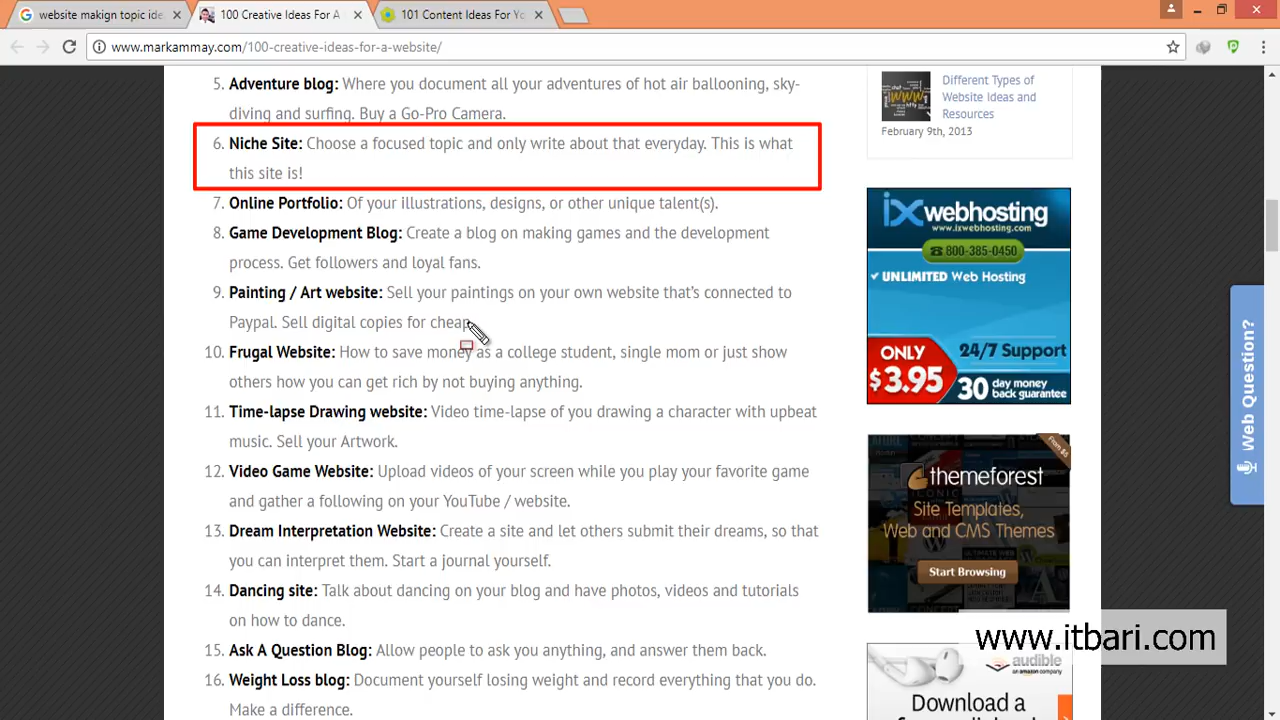 website makign topic ide
100 Creative Ideas For A
101 Content Ideas For Yo
www.markammay.com/100-creative-ideas-for-a-website/
5. Adventure blog: Where you document all your adventures of hot air ballooning, sky-
diving and surfing. Buy a Go-Pro Camera.
6. Niche Site: Choose a focused topic and only write about that everyday. This is what
this site is!
7. Online Portfolio: Of your illustrations, designs, or other unique talent(s).
8. Game Development Blog: Create a blog on making games and the development
process. Get followers and loyal fans.
9. Painting / Art website: Sell your paintings on your own website that's connected to
Paypal. Sell digital copies for cheap
10. Frugal Website: How to save money as a college student, single mom or just show
others how you can get rich by not buying anything.
11. Time-lapse Drawing website: Video time-lapse of you drawing a character with upbeat
music. Sell your Artwork.
12. Video Game Website: Upload videos of your screen while you play your favorite game
and gather a following on your YouTube / website.
13. Dream Interpretation Website: Create a site and let others submit their dreams, so that
you can interpret them. Start a journal yourself.
14. Dancing site: Talk about dancing on your blog and have photos, videos and tutorials
on how to dance.
15. Ask A Question Blog: Allow people to ask you anything, and answer them back.
16. Weight Loss Blog: Document yourself losing weight and record everything that you do.
Make a difference.
Different Types of
Website Ideas and
Resources
February 9th, 2013
ix webhosting
www.ixwebhosting.com
800-385-0450
UNLIMITED Web Hosting
ONLY
$3.95
24/7 Support
30 day money
back guarantee
From $5
themeforest
Site Templates,
Web and CMS Themes
Start Browsing
Web Question?
www.itbari.com
audible
an amazon company
Download a